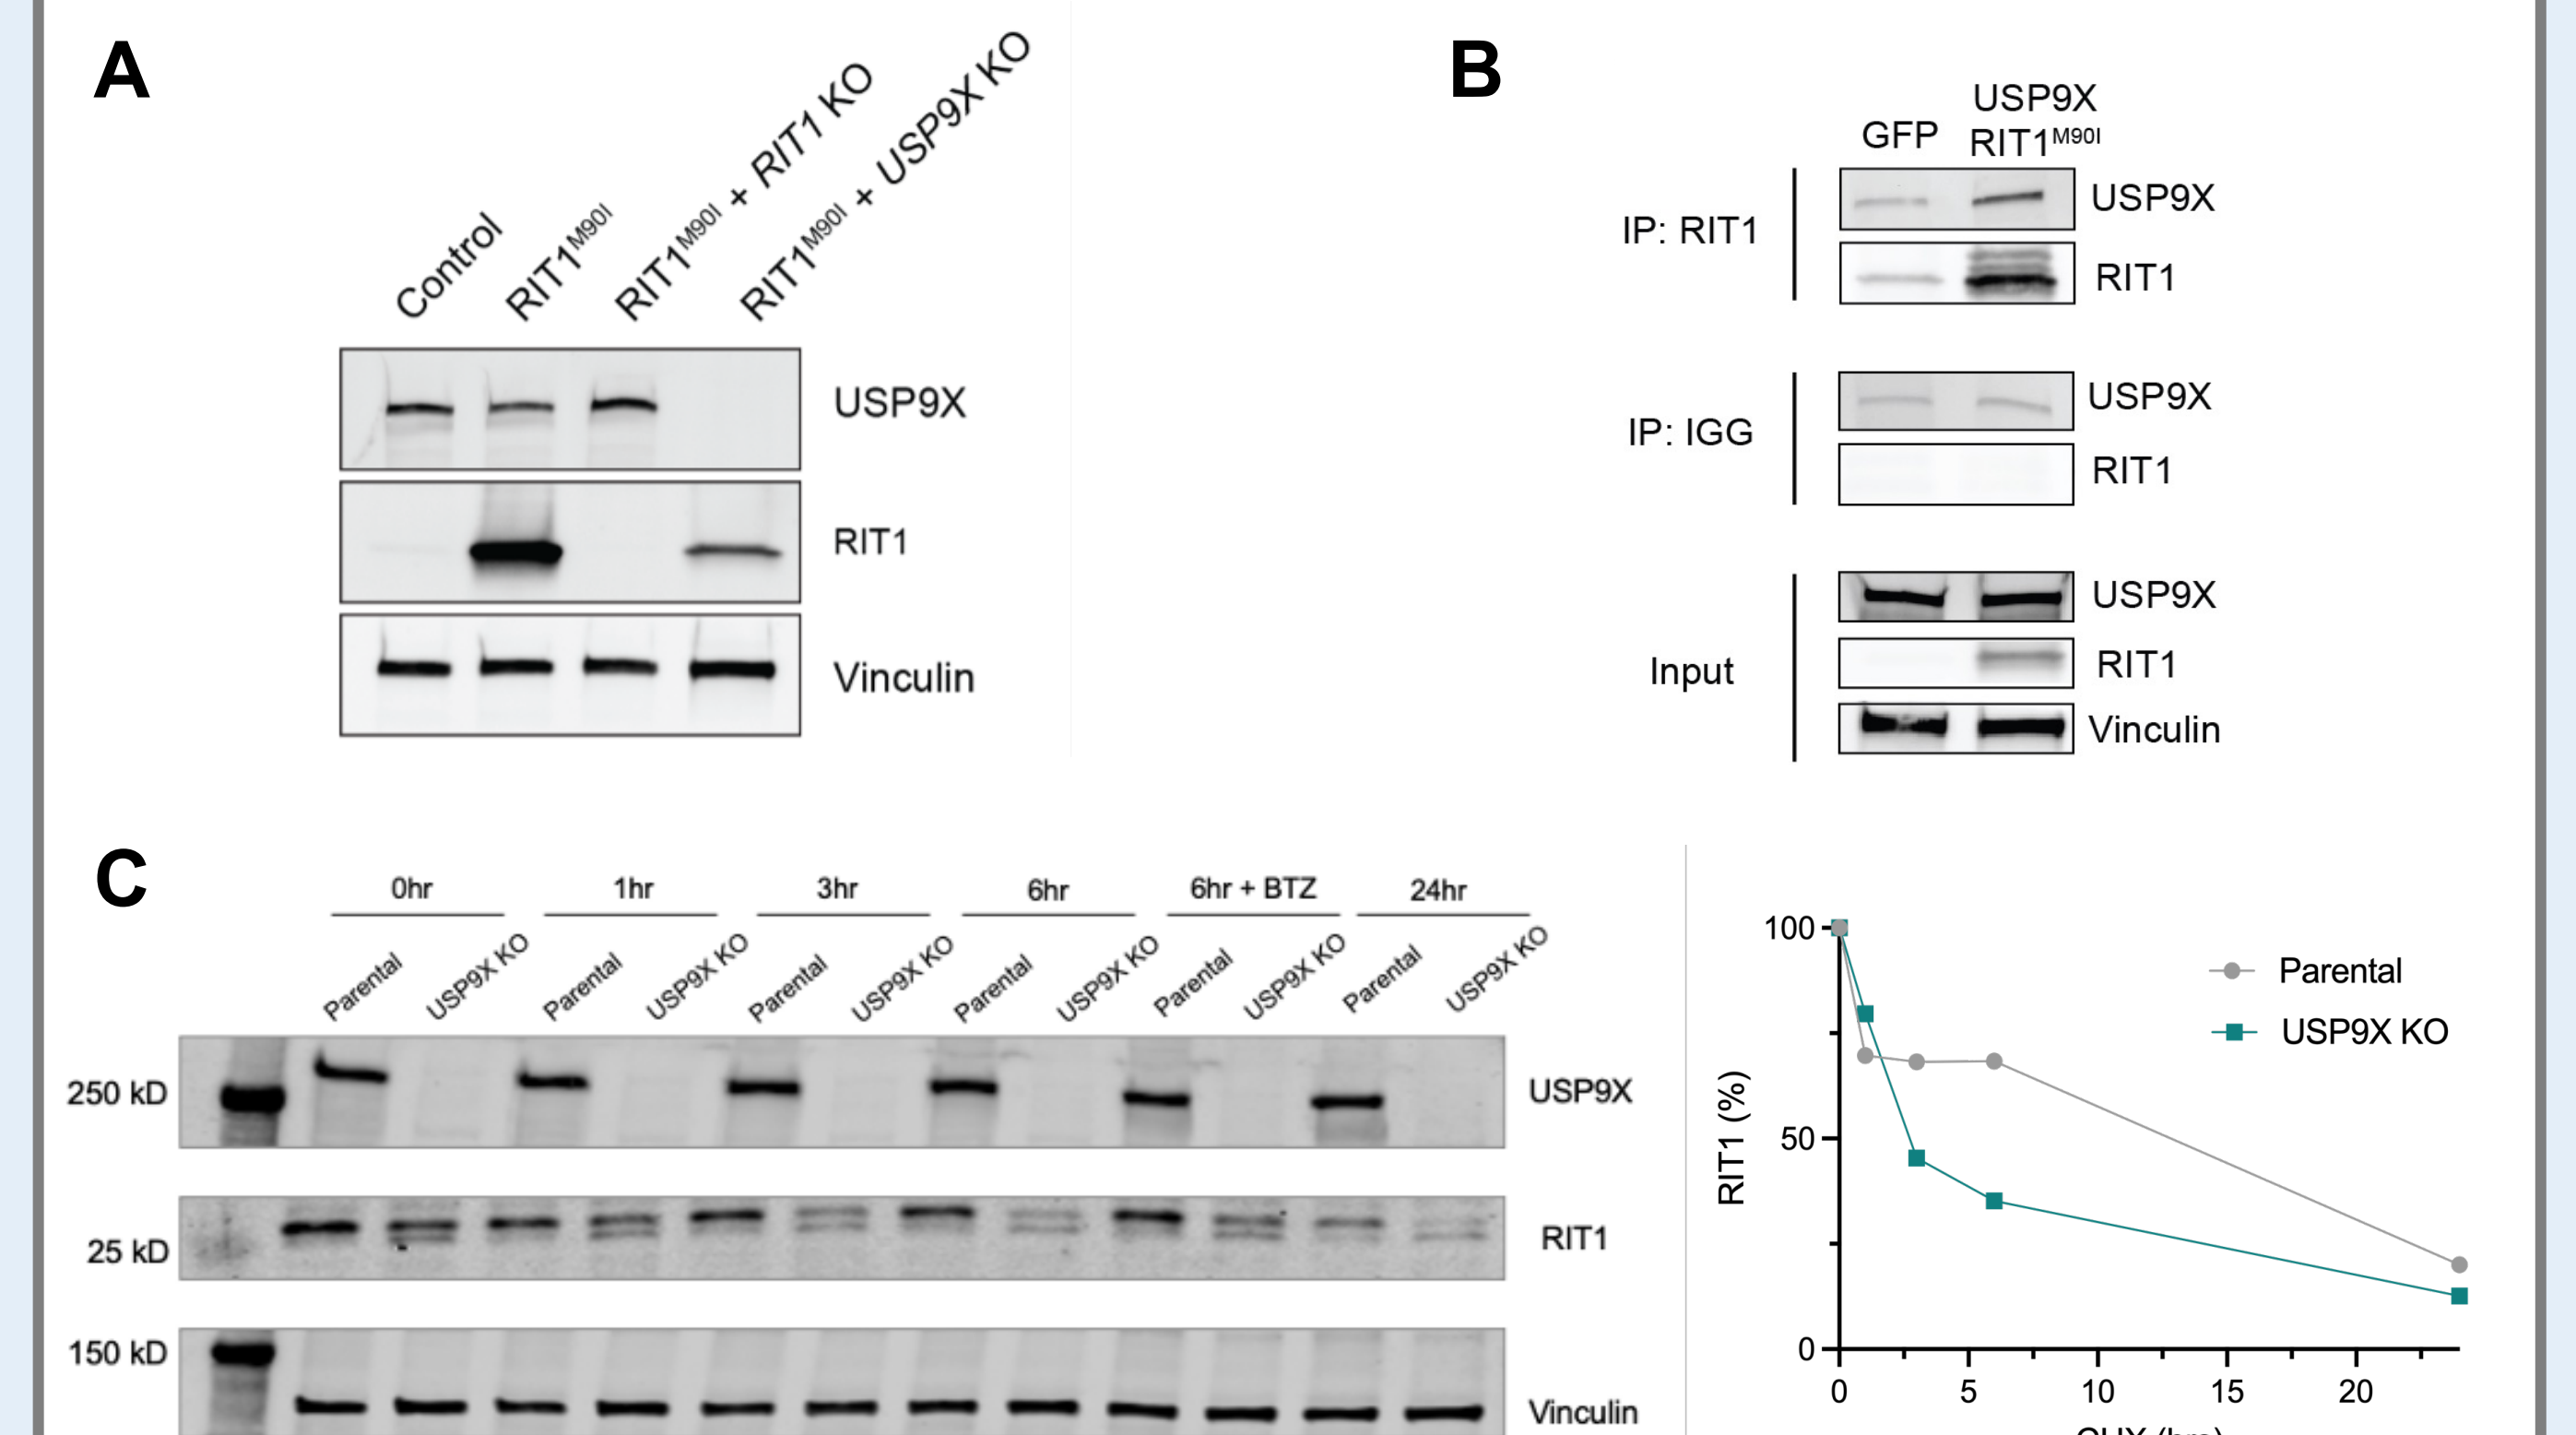 A
Control
RIT1M90I
RIT1M90I + RIT1 KO
RIT1M90I + USP9X KO
USP9X
RIT1
Vinculin
B
GFP
USP9X
RIT1M90I
IP: RIT1
USP9X
RIT1
IP: IGG
USP9X
RIT1
Input
USP9X
RIT1
Vinculin
C
0hr 1hr 3hr 6hr 6hr + BTZ 24hr
Parental USP9X KO Parental USP9X KO Parental USP9X KO Parental USP9X KO Parental USP9X KO Parental USP9X KO
250 kD USP9X
25 kD RIT1
150 kD
Vinculin
RIT1 (%)
100
50
0
Parental
USP9X KO
0 5 10 15 20